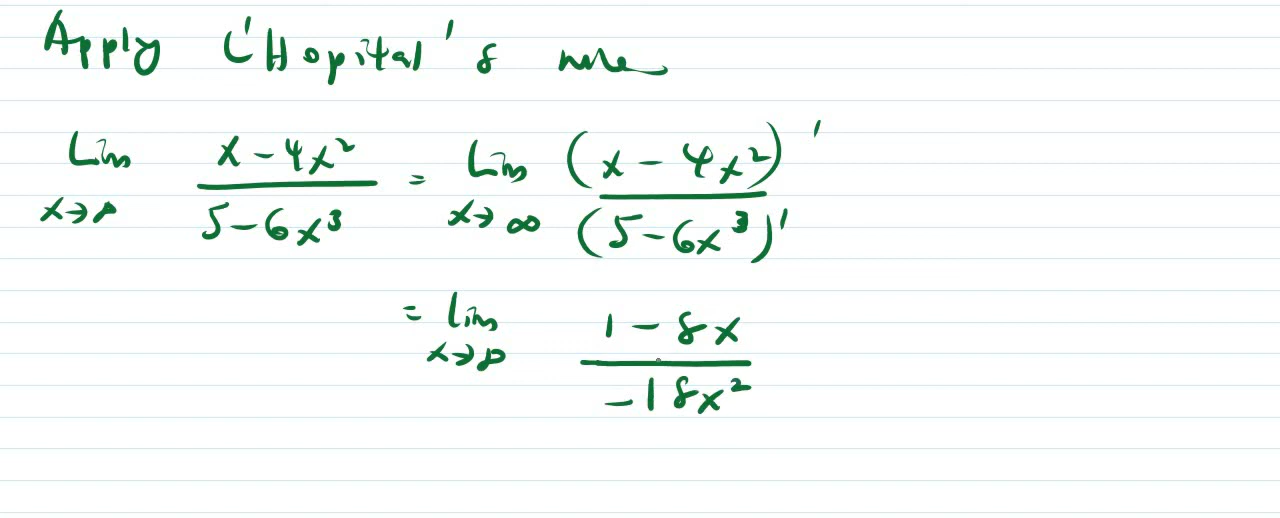 Apply L'Hopital's rule
Lim x→∞ (x - 4x²)/(5 - 6x³) = Lim x→∞ (x - 4x²)'/(5 - 6x³)'
= lim x→∞ (1 - 8x)/(-18x²)